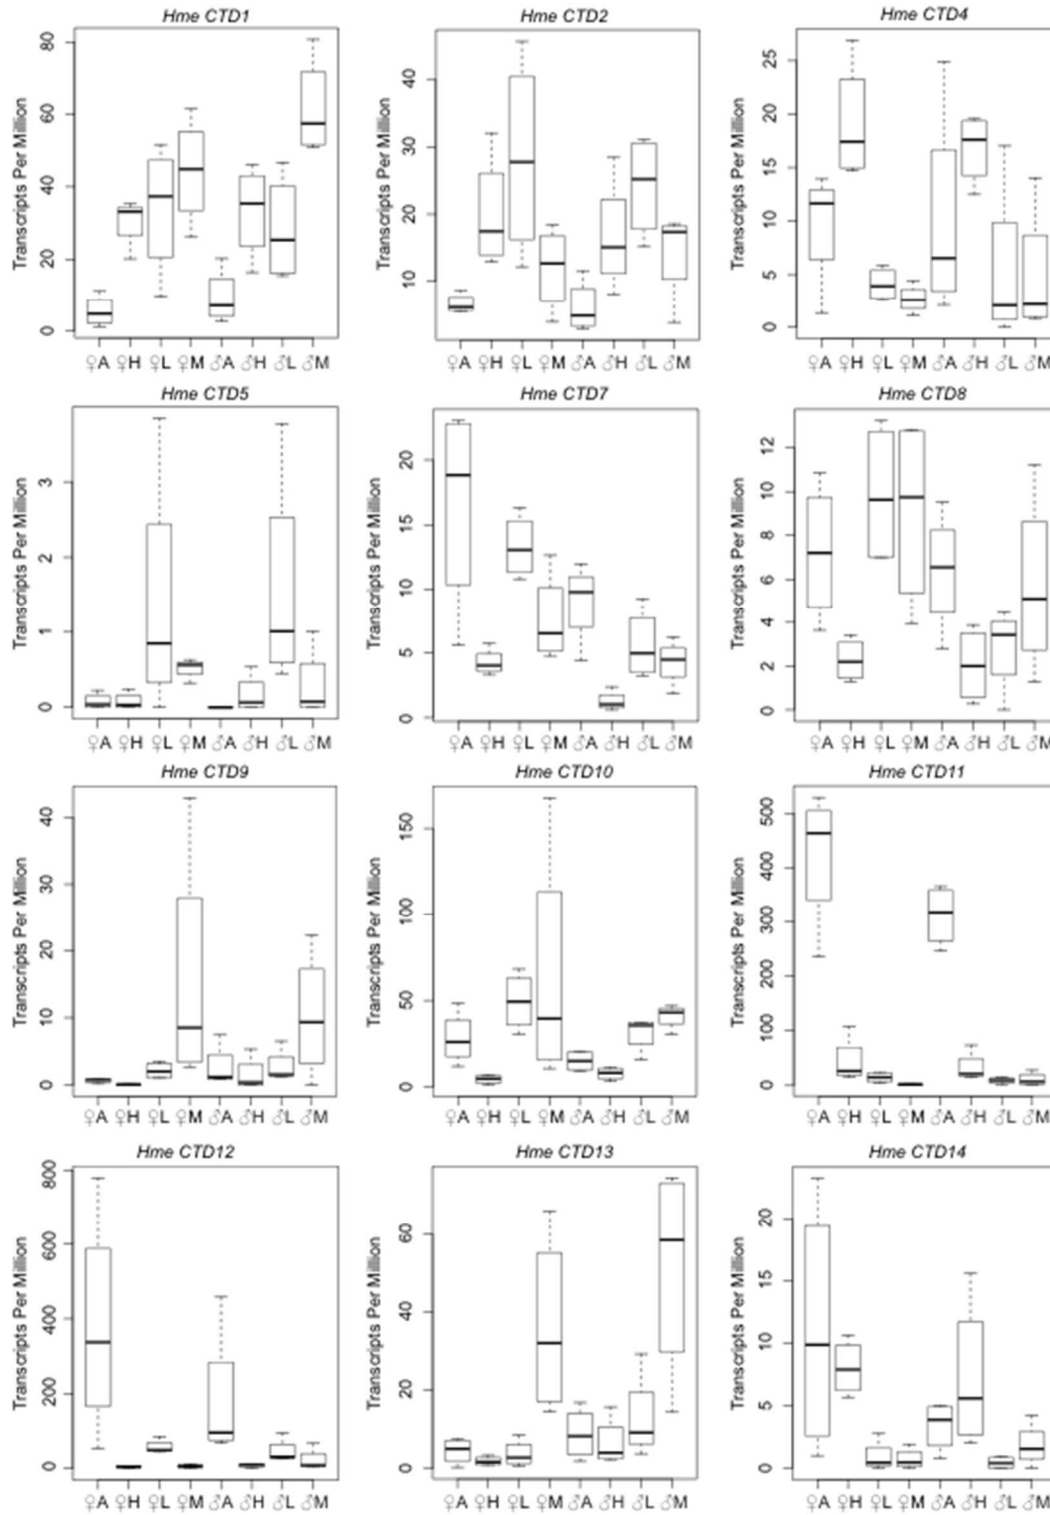 Hme CTD1 Hme CTD2 Hme CTD4
Transcripts Per Million
0 20 40 60 80
♀A ♀H ♀L ♀M ♂A ♂H ♂L ♂M
Transcripts Per Million
10 20 30 40
♀A ♀H ♀L ♀M ♂A ♂H ♂L ♂M
Transcripts Per Million
0 5 10 15 20 25
♀A ♀H ♀L ♀M ♂A ♂H ♂L ♂M
Hme CTD5 Hme CTD7 Hme CTD8
Transcripts Per Million
0 1 2 3
♀A ♀H ♀L ♀M ♂A ♂H ♂L ♂M
Transcripts Per Million
0 5 10 15 20
♀A ♀H ♀L ♀M ♂A ♂H ♂L ♂M
Transcripts Per Million
0 2 4 6 8 10 12
♀A ♀H ♀L ♀M ♂A ♂H ♂L ♂M
Hme CTD9 Hme CTD10 Hme CTD11
Transcripts Per Million
0 10 20 30 40
♀A ♀H ♀L ♀M ♂A ♂H ♂L ♂M
Transcripts Per Million
0 50 100 150
♀A ♀H ♀L ♀M ♂A ♂H ♂L ♂M
Transcripts Per Million
0 100 200 300 400 500
♀A ♀H ♀L ♀M ♂A ♂H ♂L ♂M
Hme CTD12 Hme CTD13 Hme CTD14
Transcripts Per Million
0 200 400 600 800
♀A ♀H ♀L ♀M ♂A ♂H ♂L ♂M
Transcripts Per Million
0 20 40 60
♀A ♀H ♀L ♀M ♂A ♂H ♂L ♂M
Transcripts Per Million
0 5 10 15 20
♀A ♀H ♀L ♀M ♂A ♂H ♂L ♂M